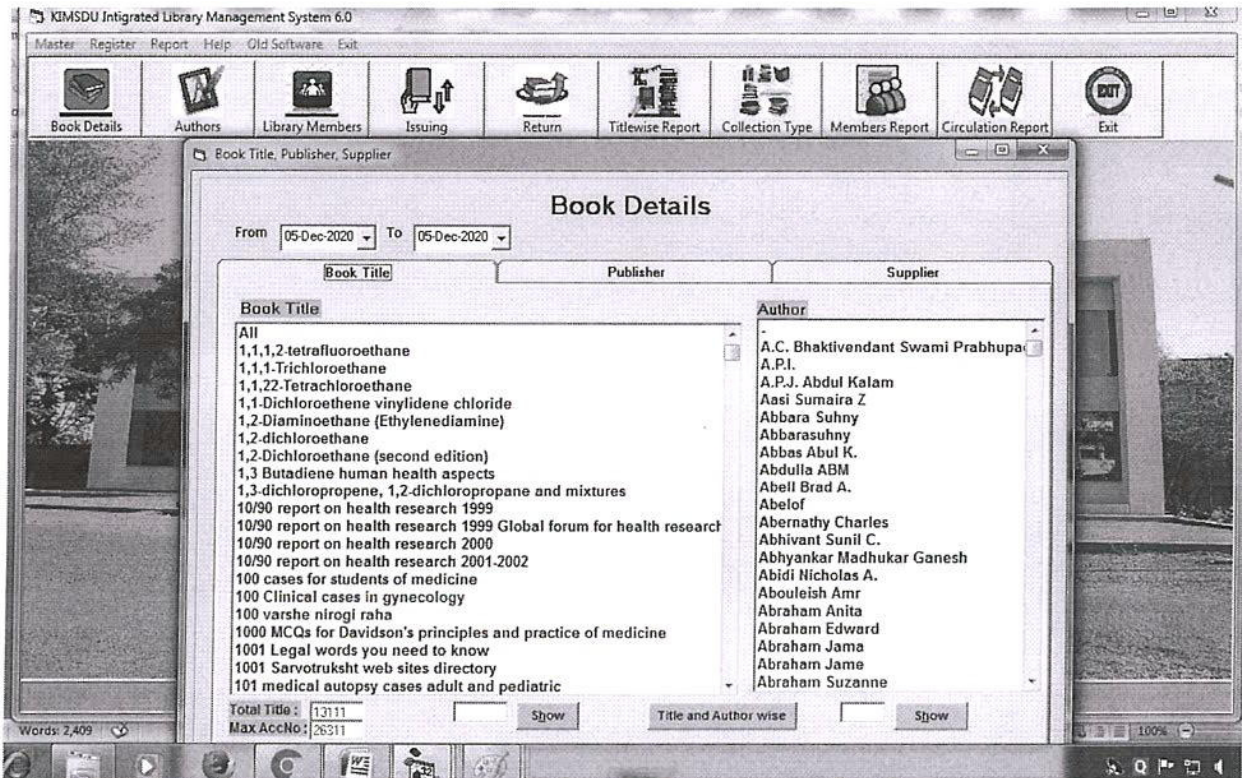 KIMSDU Intigrated Library Management System 6.0
Master Register Report Help Old Software Exit
EXIT
Book Details Authors Library Members Issuing Return Titlewise Report Collection Type Members Report Circulation Report Exit
Book Title, Publisher, Supplier
Book Details
From 05-Dec-2020 To 05-Dec-2020
Book Title Publisher Supplier
Book Title
All
1,1,1,2-tetrafluoroethane
1,1,1-Trichloroethane
1,1,22-Tetrachloroethane
1,1-Dichloroethene vinylidene chloride
1,2-Diaminoethane (Ethylenediamine)
1,2-dichloroethane
1,2-Dichloroethane (second edition)
1,3 Butadiene human health aspects
1,3-dichloropropene, 1,2-dichloropropane and mixtures
10/90 report on health research 1999
10/90 report on health research 1999 Global forum for health research
10/90 report on health research 2000
10/90 report on health research 2001-2002
100 cases for students of medicine
100 Clinical cases in gynecology
100 varshe nirogi raha
1000 MCQs for Davidson's principles and practice of medicine
1001 Legal words you need to know
1001 Sarvotruksht web sites directory
101 medical autopsy cases adult and pediatric
Author
-
A.C. Bhaktivendant Swami Prabhupa
A.P.I.
A.P.J. Abdul Kalam
Aasi Sumaira Z
Abbara Suhny
Abbarasuhny
Abbas Abul K.
Abdulla ABM
Abell Brad A.
Abelof
Abernathy Charles
Abhivant Sunil C.
Abhyankar Madhukar Ganesh
Abidi Nicholas A.
Abouleish Amr
Abraham Anita
Abraham Edward
Abraham Jama
Abraham Jame
Abraham Suzanne
Total Title : 13111
Max AccNo : 26311
Show Title and Author wise Show
Words: 2,409 100%